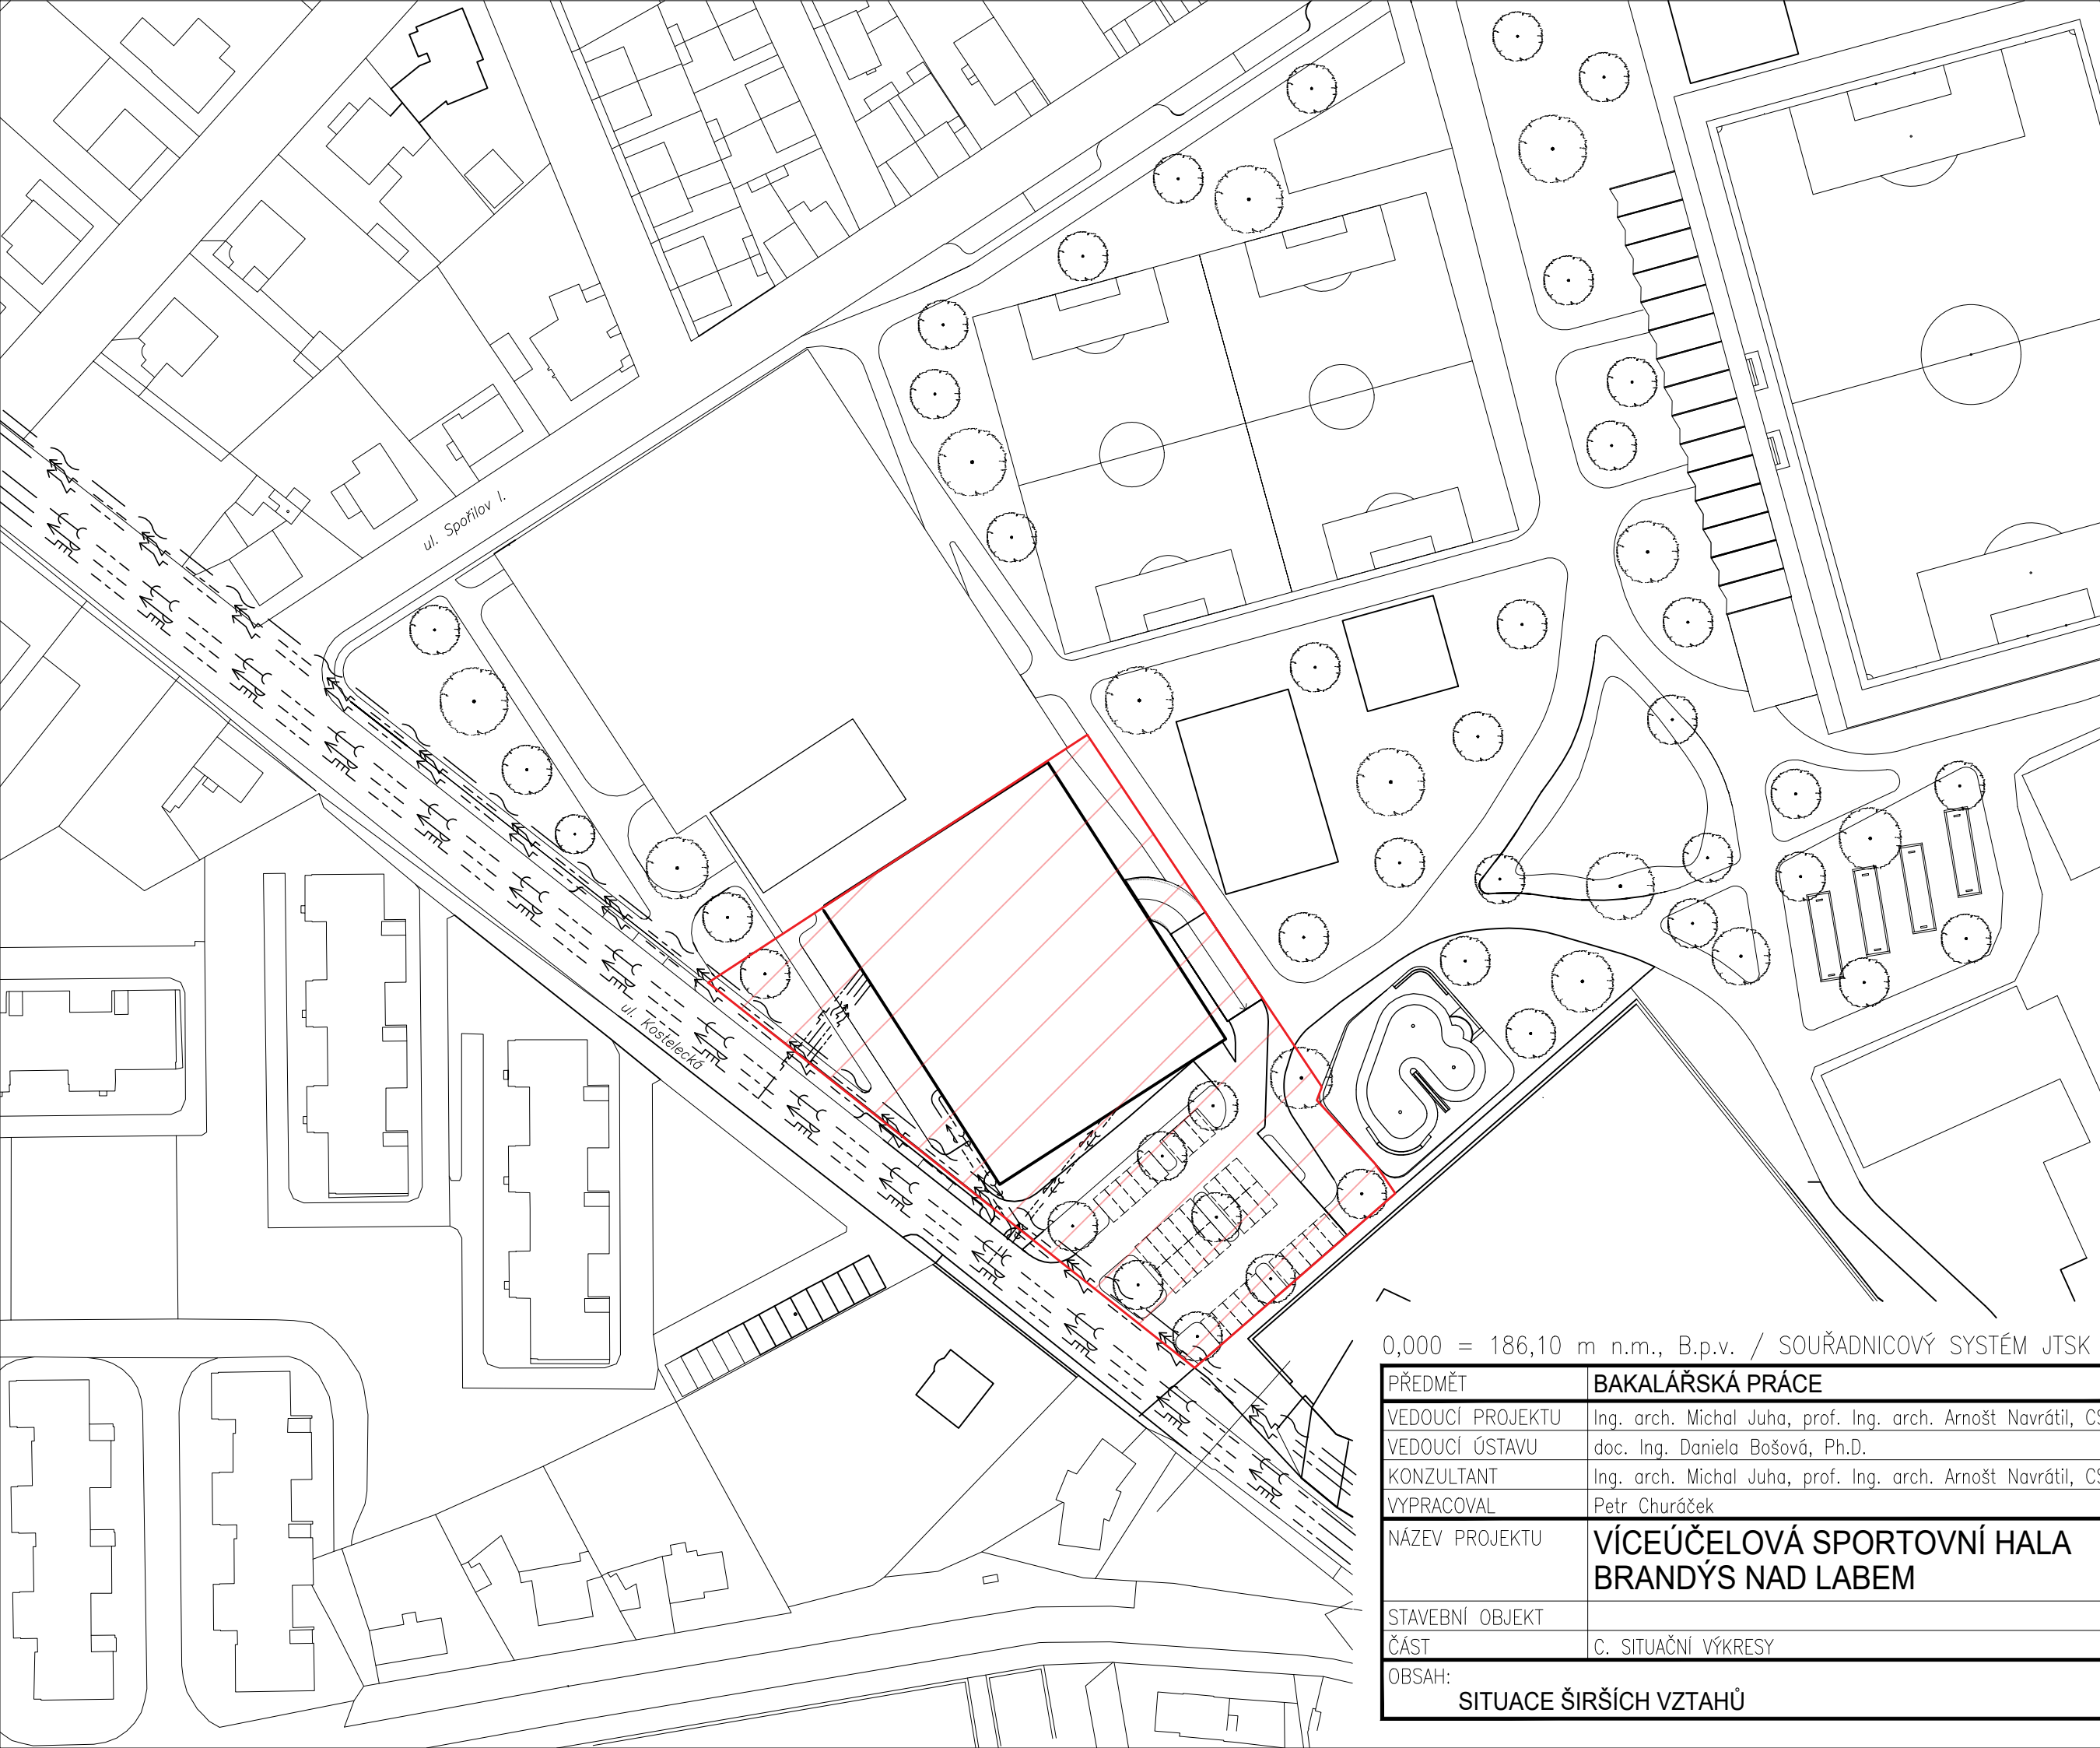 ul. Spořilov I.
ul. Kostelecká
0,000 = 186,10 m n.m., B.p.v. / SOUŘADNICOVÝ SYSTÉM JTSK
PŘEDMĚT BAKALÁŘSKÁ PRÁCE
VEDOUCÍ PROJEKTU Ing. arch. Michal Juha, prof. Ing. arch. Arnošt Navrátil,
VEDOUCÍ ÚSTAVU doc. Ing. Daniela Bošová, Ph.D.
KONZULTANT Ing. arch. Michal Juha, prof. Ing. arch. Arnošt Navrátil,
VYPRACOVAL Petr Churáček
NÁZEV PROJEKTU VÍCEÚČELOVÁ SPORTOVNÍ HALA
BRANDÝS NAD LABEM
STAVEBNÍ OBJEKT
ČÁST C. SITUAČNÍ VÝKRESY
OBSAH:
SITUACE ŠIRŠÍCH VZTAHŮ